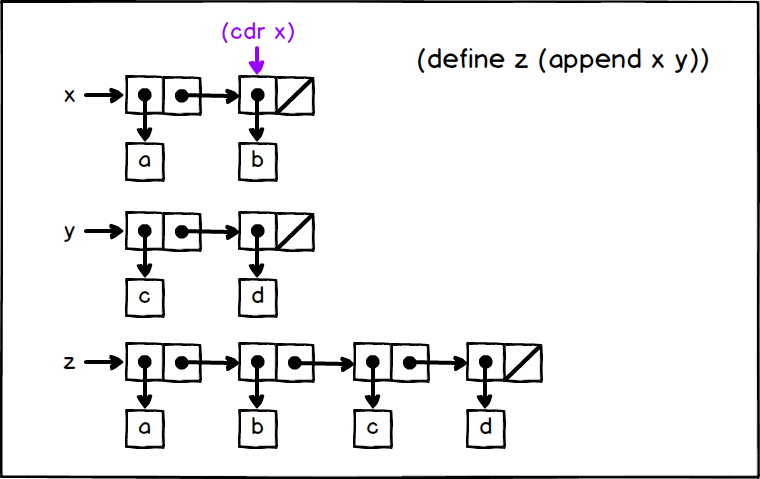 (cdr x)
(define z (append x y))
x
a b
y
c d
z
a b c d